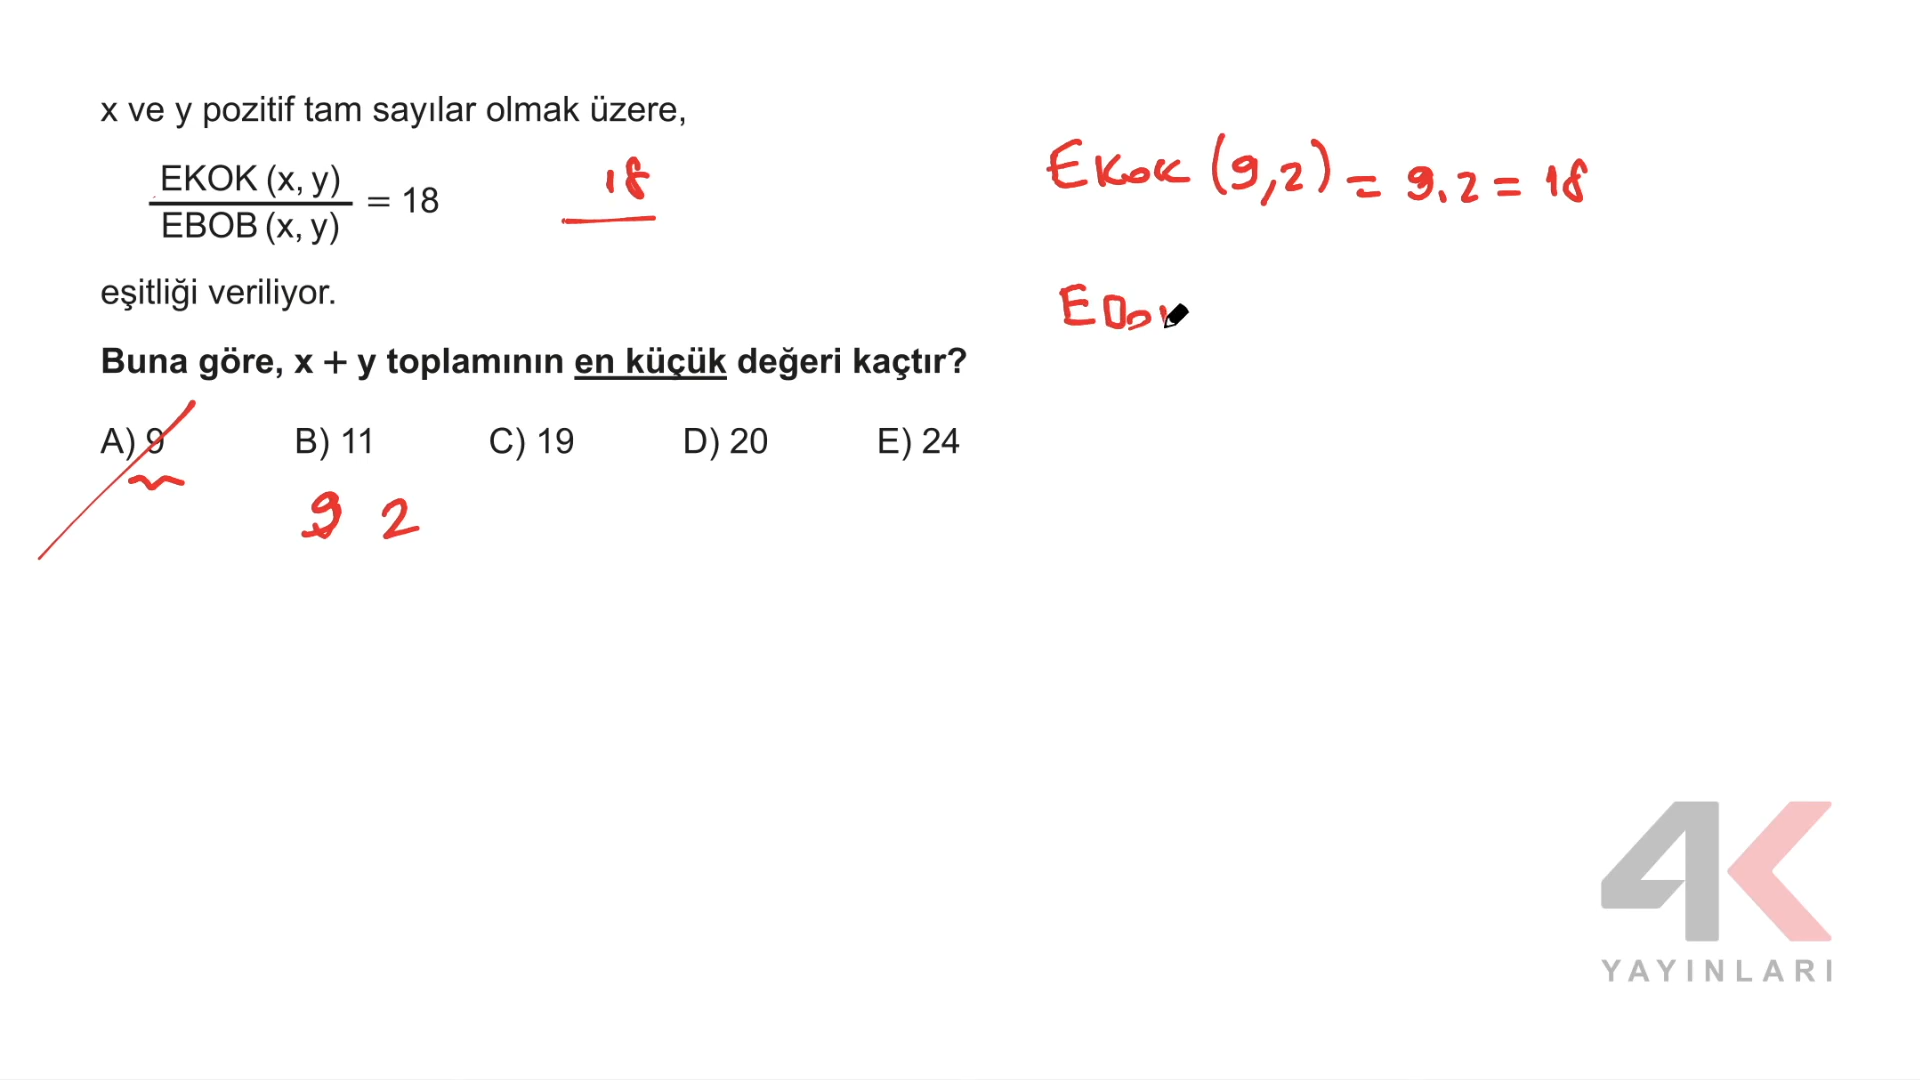 x ve y pozitif tam sayılar olmak üzere,
EKOK (x, y)
EBOB (x, y)
= 18
18
eşitliği veriliyor.
Buna göre, x + y toplamının en küçük değeri kaçtır?
A) 9 B) 11 C) 19 D) 20 E) 24
9 2
EKOK (9,2) = 9.2 = 18
4K
YAYINLARI